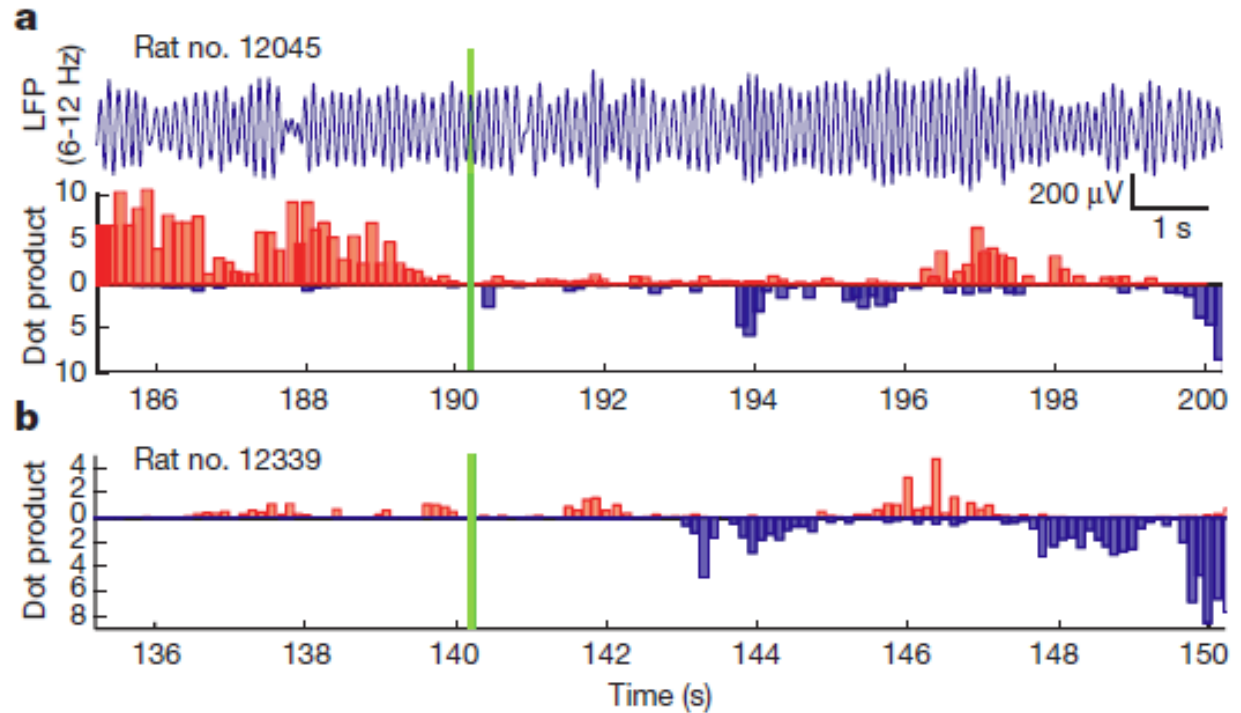 a
Rat no. 12045
LFP
(6–12 Hz)
200 μV
1 s
Dot product
10
5
0
5
10
186 188 190 192 194 196 198 200
b
Rat no. 12339
Dot product
4
2
0
2
4
6
8
136 138 140 142 144 146 148 150
Time (s)